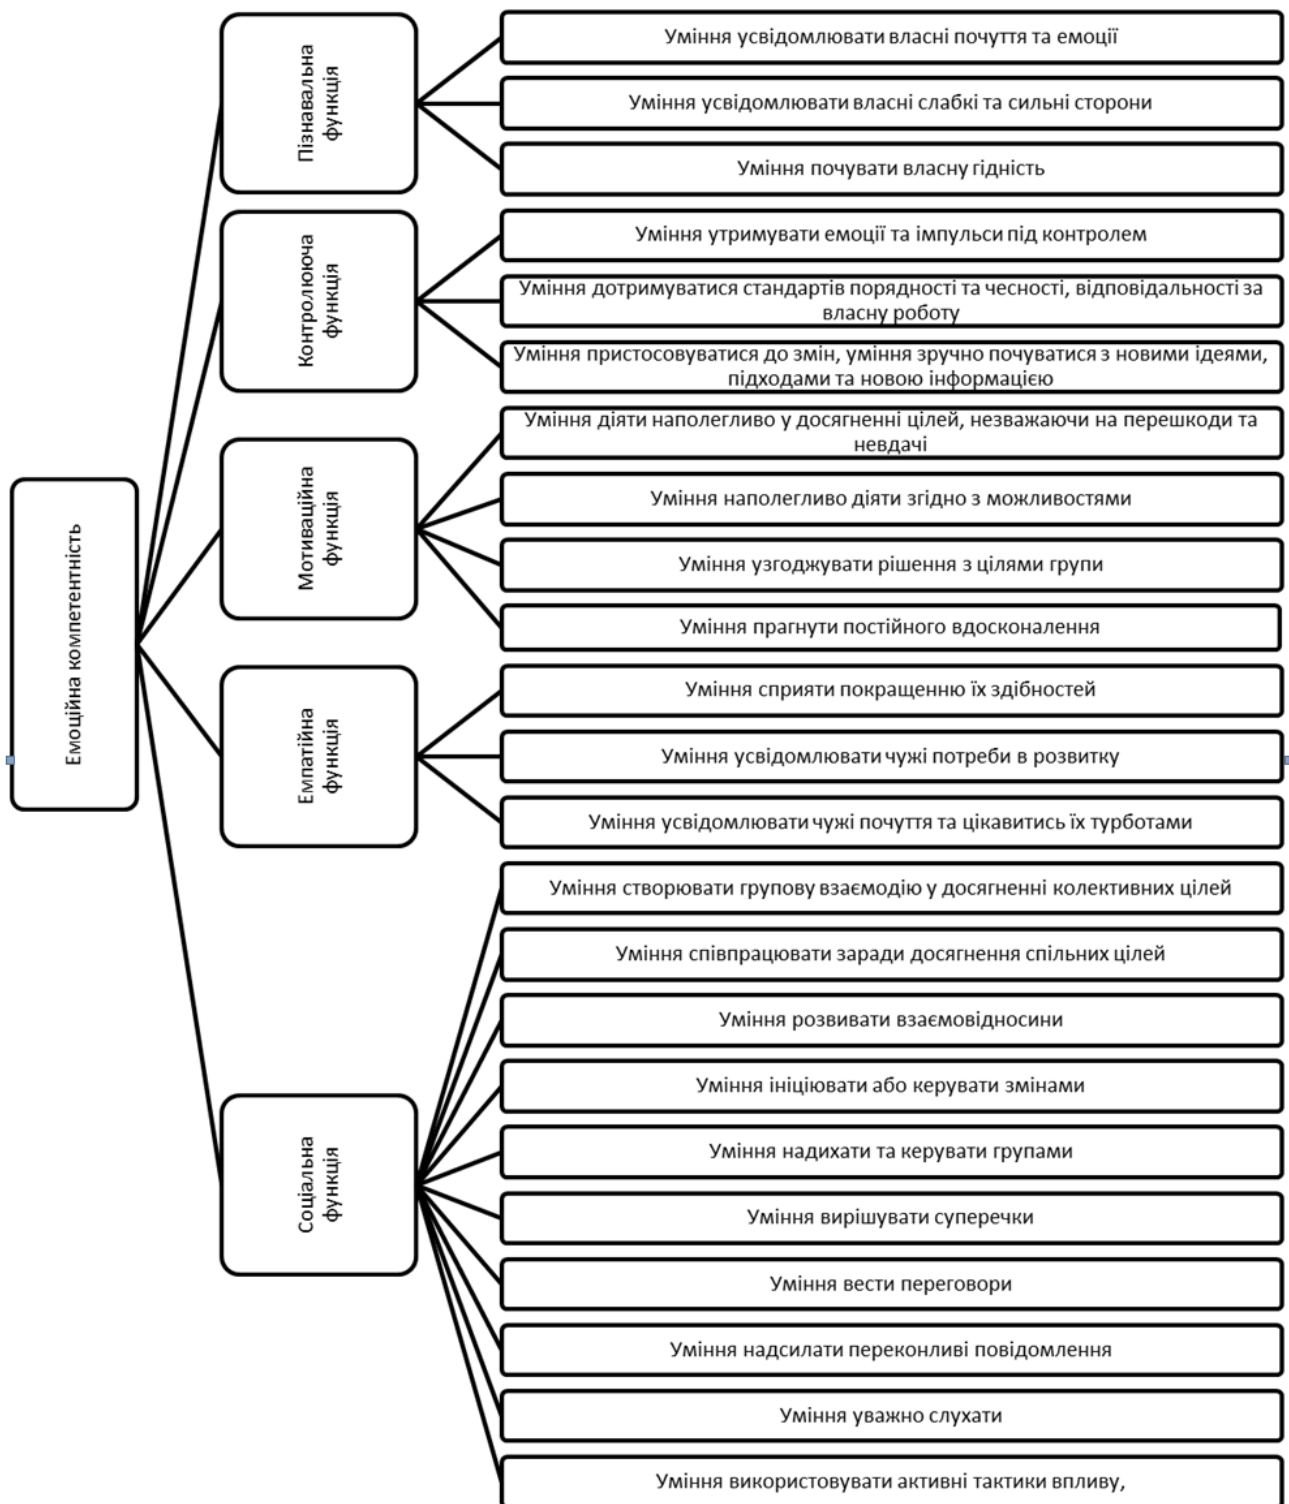 Емоційна компетентність
Пізнавальна
функція
Уміння усвідомлювати власні почуття та емоції
Уміння усвідомлювати власні слабкі та сильні сторони
Уміння почувати власну гідність
Контролююча
функція
Уміння утримувати емоції та імпульси під контролем
Уміння дотримуватися стандартів порядності та чесності, відповідальності за
власну роботу
Уміння пристосовуватися до змін, уміння зручно почуватися з новими ідеями,
підходами та новою інформацією
Мотиваційна
функція
Уміння діяти наполегливо у досягненні цілей, незважаючи на перешкоди та
невдачі
Уміння наполегливо діяти згідно з можливостями
Уміння узгоджувати рішення з цілями групи
Уміння прагнути постійного вдосконалення
Емпатійна
функція
Уміння сприяти покращенню їх здібностей
Уміння усвідомлювати чужі потреби в розвитку
Уміння усвідомлювати чужі почуття та цікавитись їх турботами
Соціальна
функція
Уміння створювати групову взаємодію у досягненні колективних цілей
Уміння співпрацювати заради досягнення спільних цілей
Уміння розвивати взаємовідносини
Уміння ініціювати або керувати змінами
Уміння надихати та керувати групами
Уміння вирішувати суперечки
Уміння вести переговори
Уміння надсилати переконливі повідомлення
Уміння уважно слухати
Уміння використовувати активні тактики впливу,